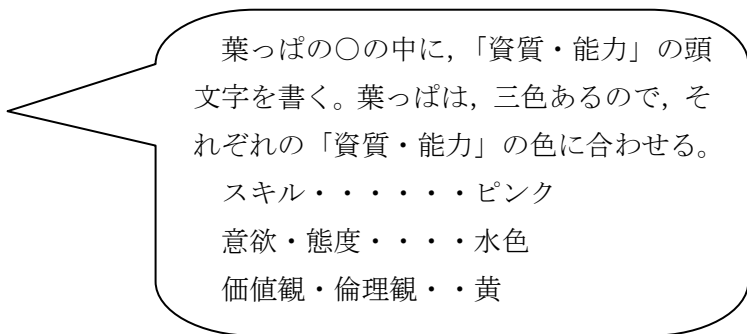 葉っぱの〇の中に，「資質・能力」の頭
文字を書く。葉っぱは，三色あるので，そ
れぞれの「資質・能力」の色に合わせる。
スキル・・・・・・ピンク
意欲・態度・・・・水色
価値観・倫理観・・黄